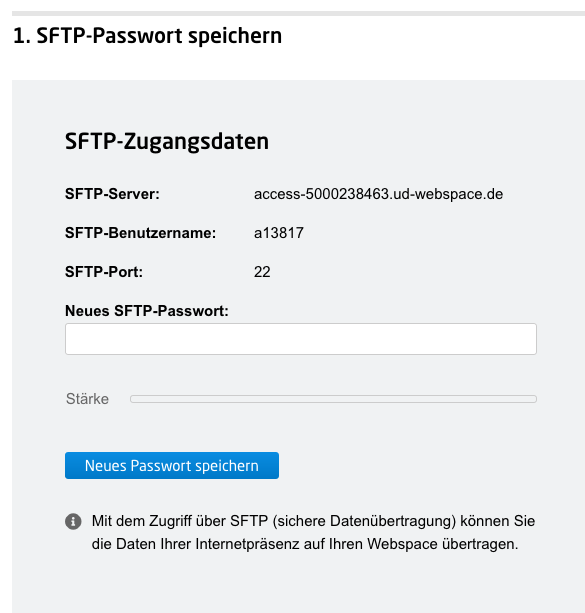 1. SFTP-Passwort speichern
SFTP-Zugangsdaten
SFTP-Server: access-5000238463.ud-webspace.de
SFTP-Benutzername: a13817
SFTP-Port: 22
Neues SFTP-Passwort:
Stärke
Neues Passwort speichern
Mit dem Zugriff über SFTP (sichere Datenübertragung) können Sie
die Daten Ihrer Internetpräsenz auf Ihren Webspace übertragen.